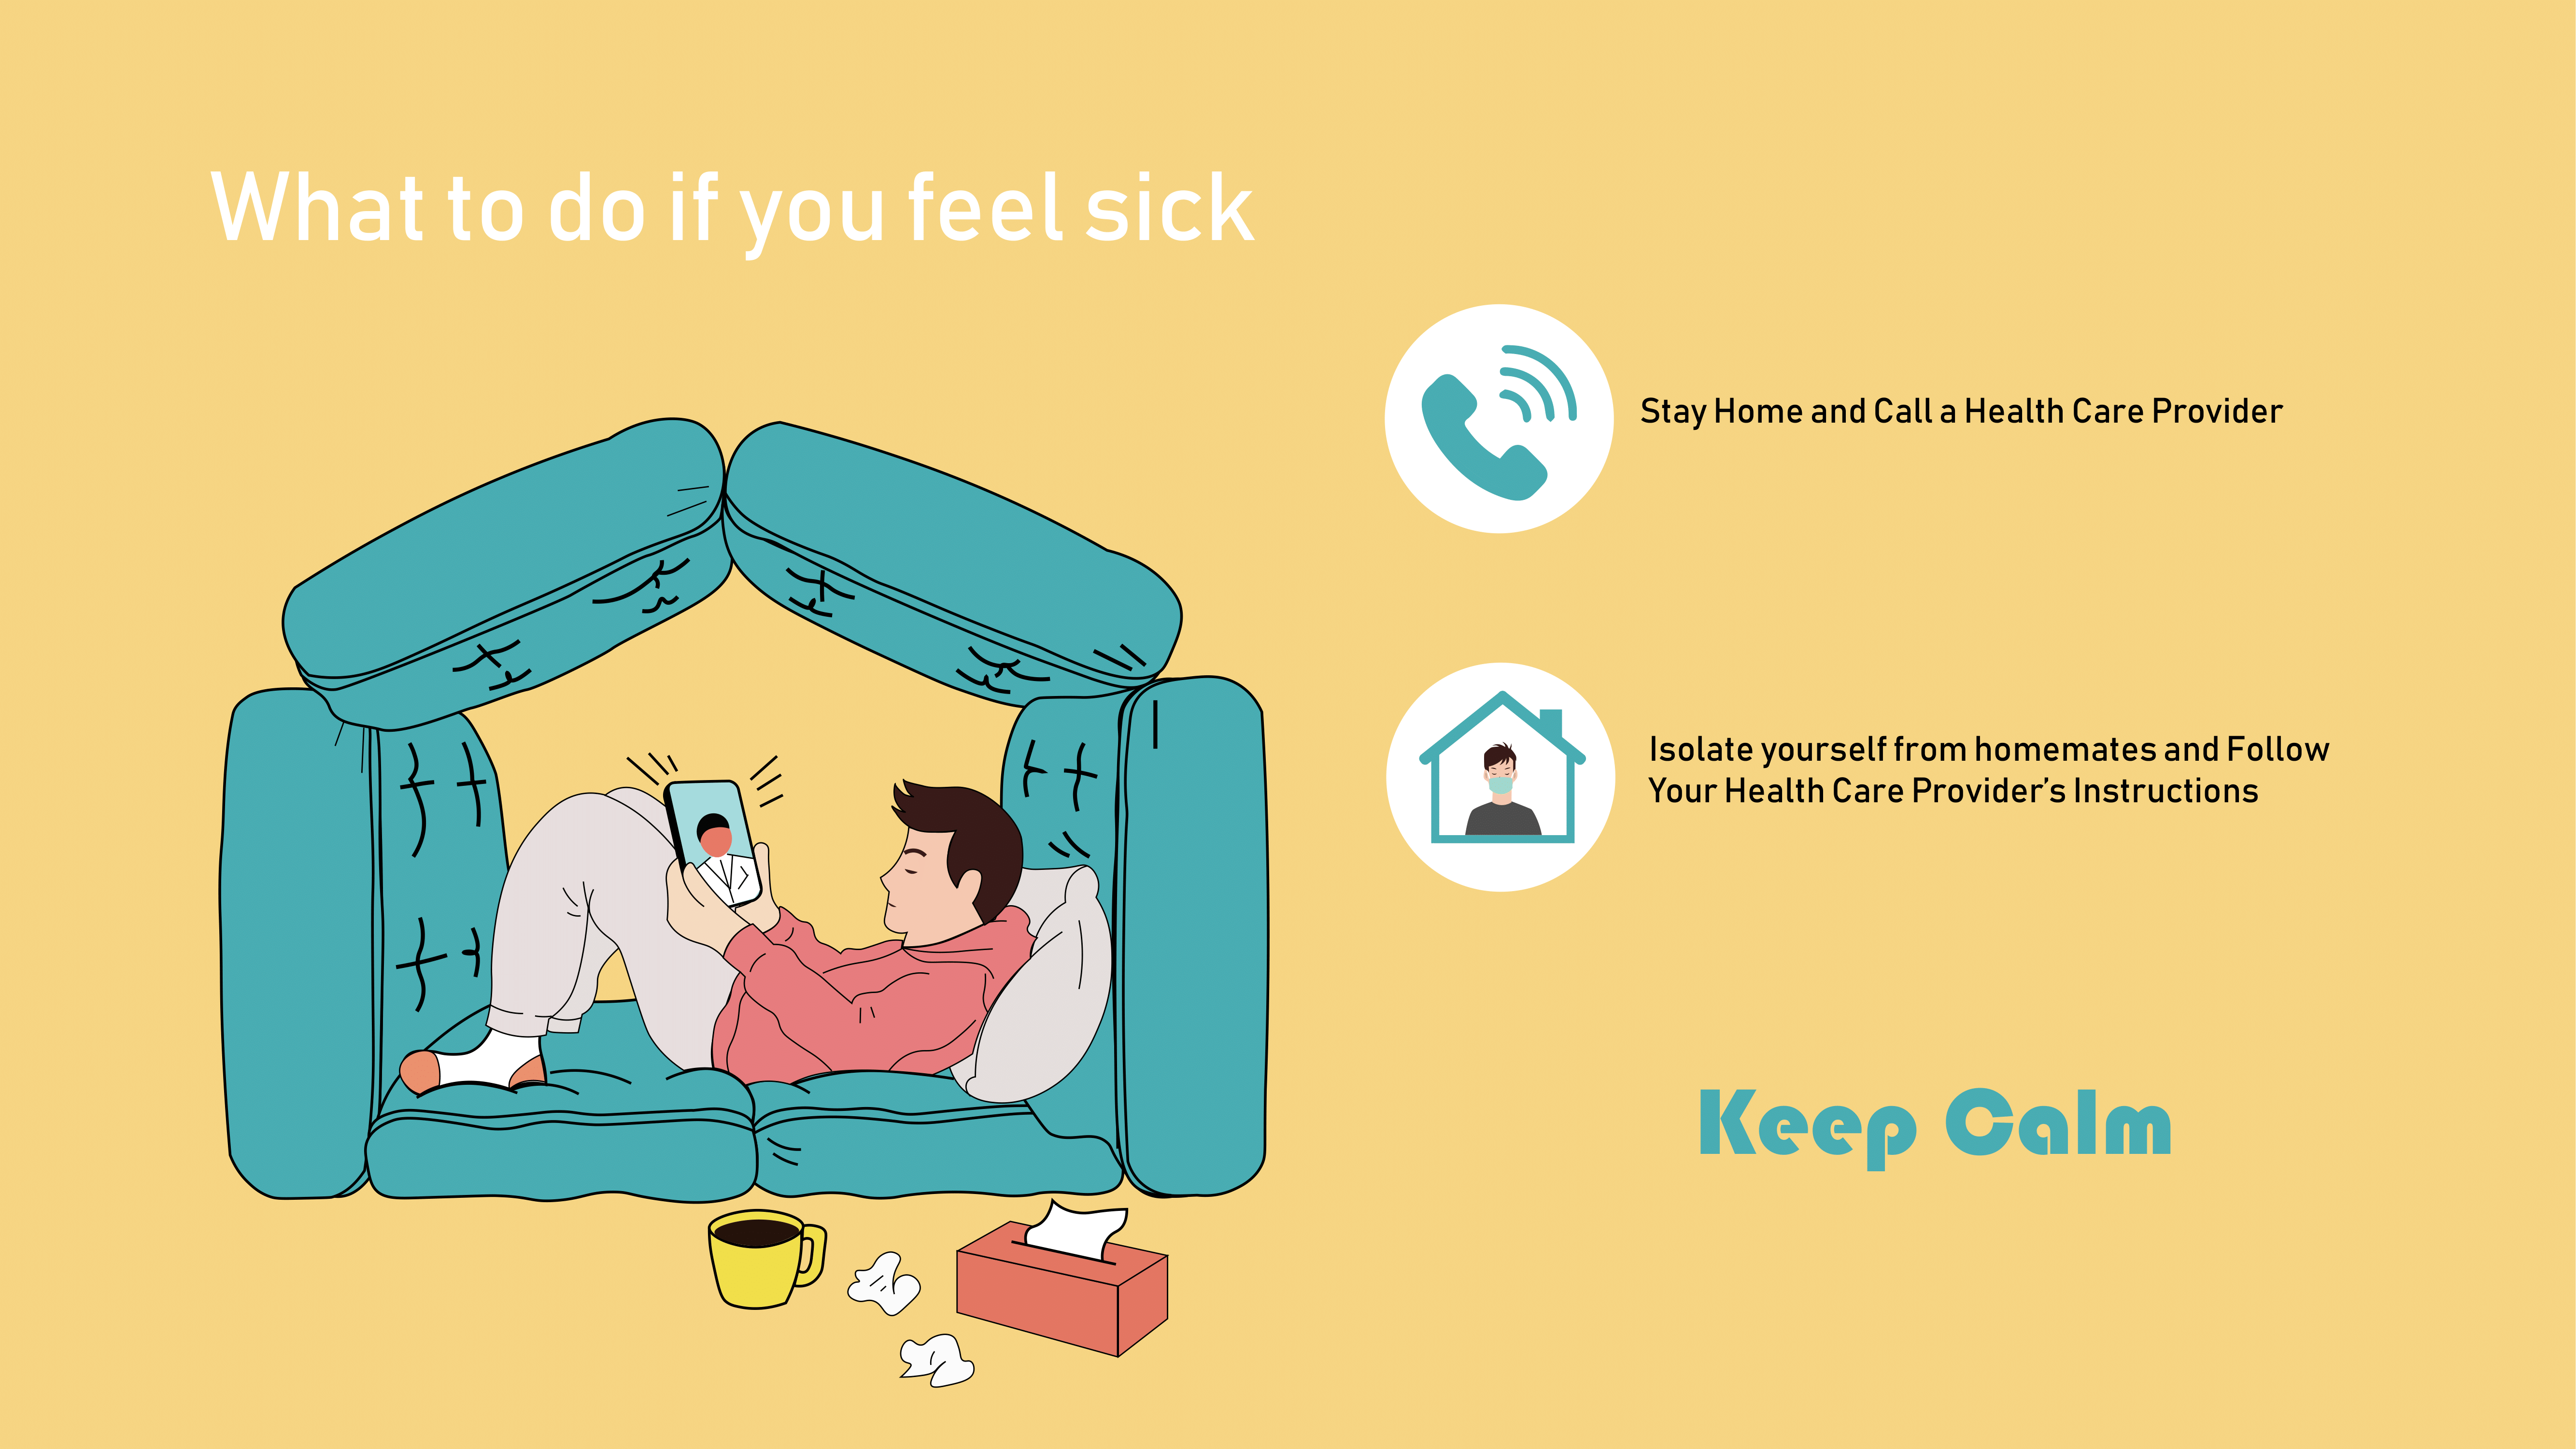 What to do if you feel sick
Stay Home and Call a Health Care Provider
Isolate yourself from homemates and Follow
Your Health Care Provider’s Instructions
Keep Calm